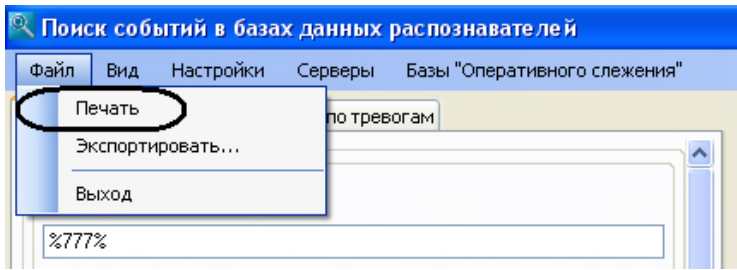 Поиск событий в базах данных распознавателей
Файл Вид Настройки Серверы Базы "Оперативного слежения"
Печать
по тревогам
Экспортировать...
Выход
%777%